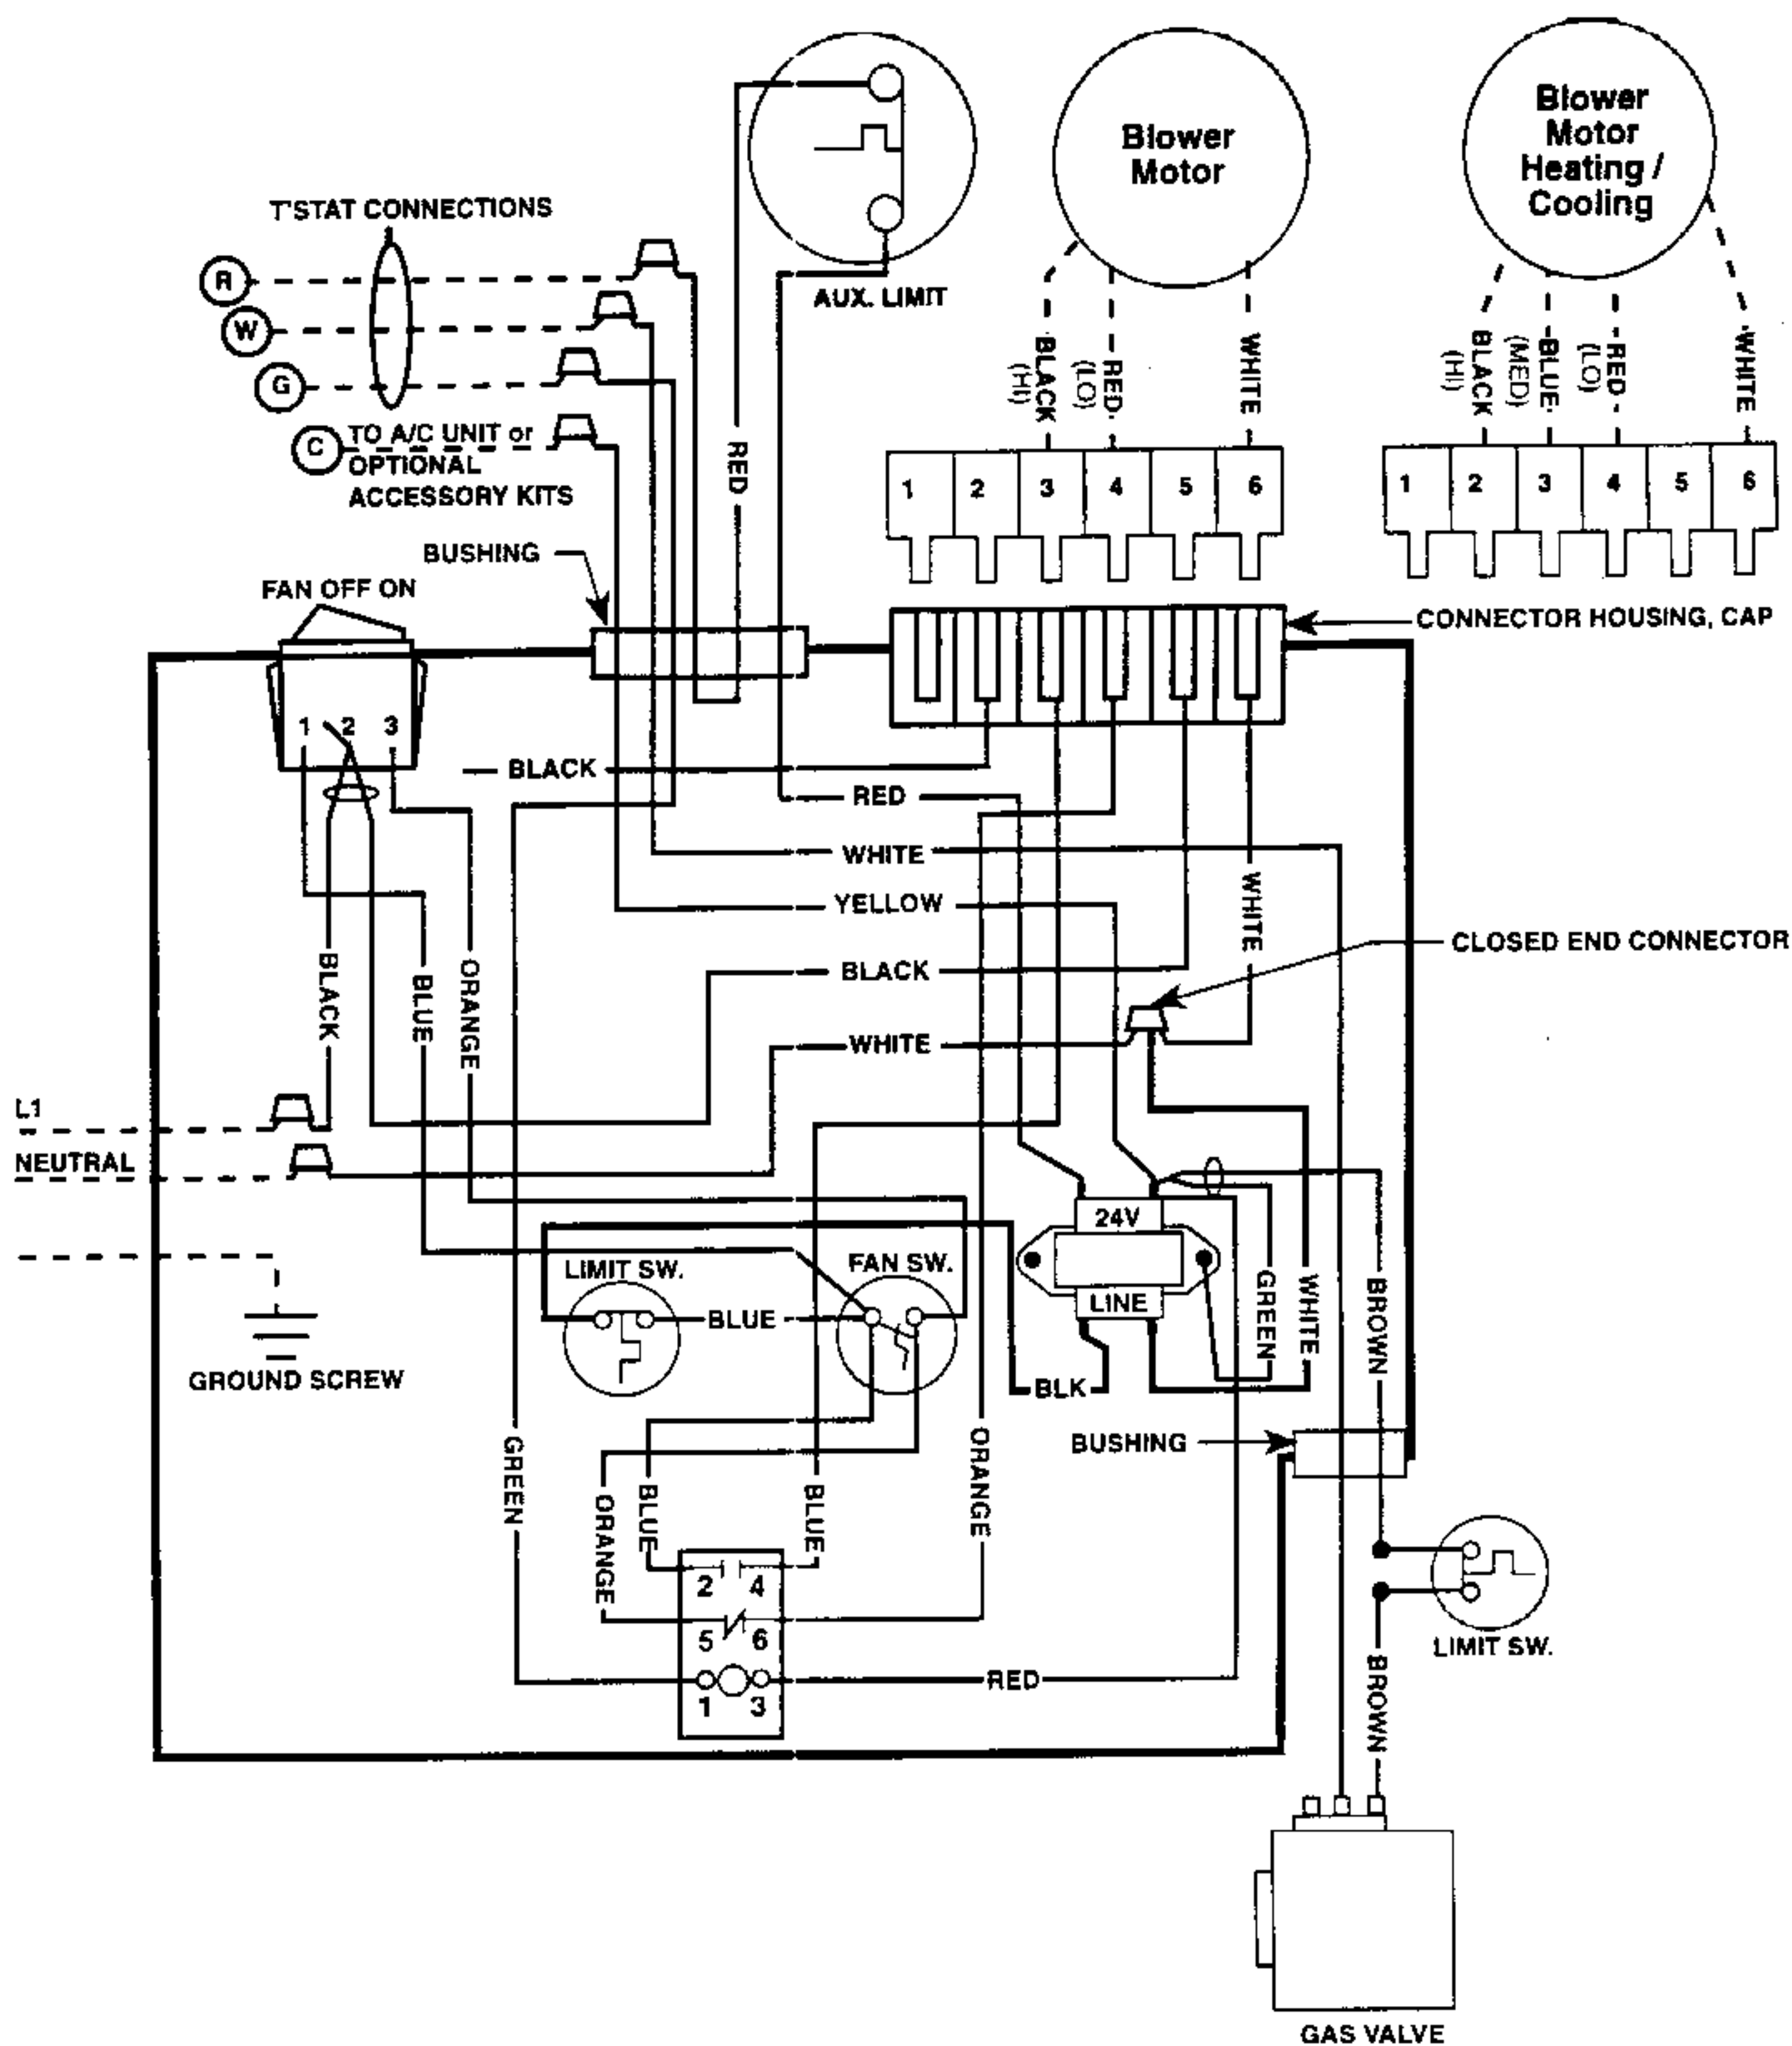 Blower
Motor
Blower
Motor
Heating /
Cooling
T'STAT CONNECTIONS
R
W
G
C
TO A/C UNIT or
OPTIONAL
ACCESSORY KITS
AUX. LIMIT
RED
BLACK
(HI)
RED
(LO)
WHITE
BLACK
(HI)
BLUE
(MED)
RED
(LO)
WHITE
1 2 3 4 5 6
1 2 3 4 5 6
BUSHING
FAN OFF ON
CONNECTOR HOUSING, CAP
1 2 3
BLACK
RED
WHITE
YELLOW
WHITE
BLACK
CLOSED END CONNECTOR
BLACK
BLUE
ORANGE
WHITE
L1
NEUTRAL
24V
LIMIT SW.
FAN SW.
BLUE
LINE
GREEN
WHITE
BROWN
GROUND SCREW
BLK
BUSHING
GREEN
ORANGE
BLUE
BLUE
ORANGE
2 4
5 6
1 3
RED
LIMIT SW.
BROWN
GAS VALVE